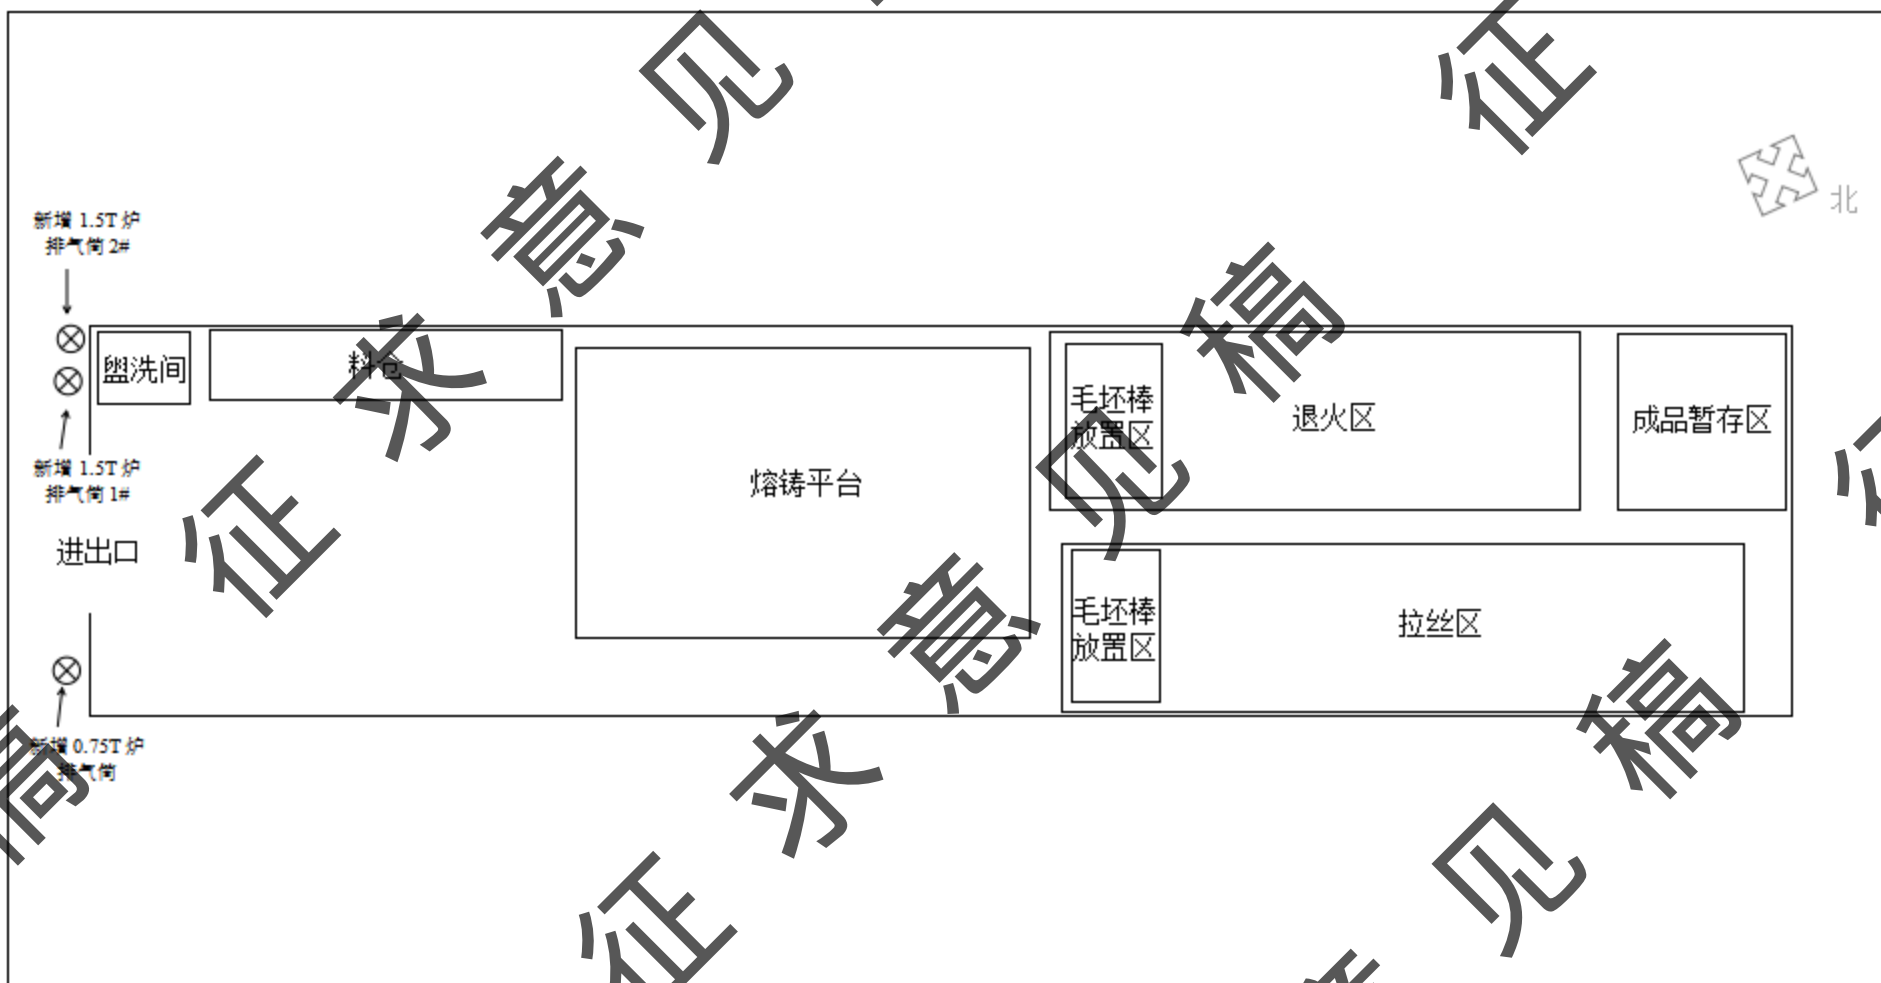 征求意见稿
征求意见稿
征
见稿
稿
北
新增 1.5T 炉
排气筒 2#
盥洗间
料仓
新增 1.5T 炉
排气筒 1#
进出口
熔铸平台
毛坯棒
放置区
退火区
成品暂存区
毛坯棒
放置区
拉丝区
新增 0.75T 炉
排气筒